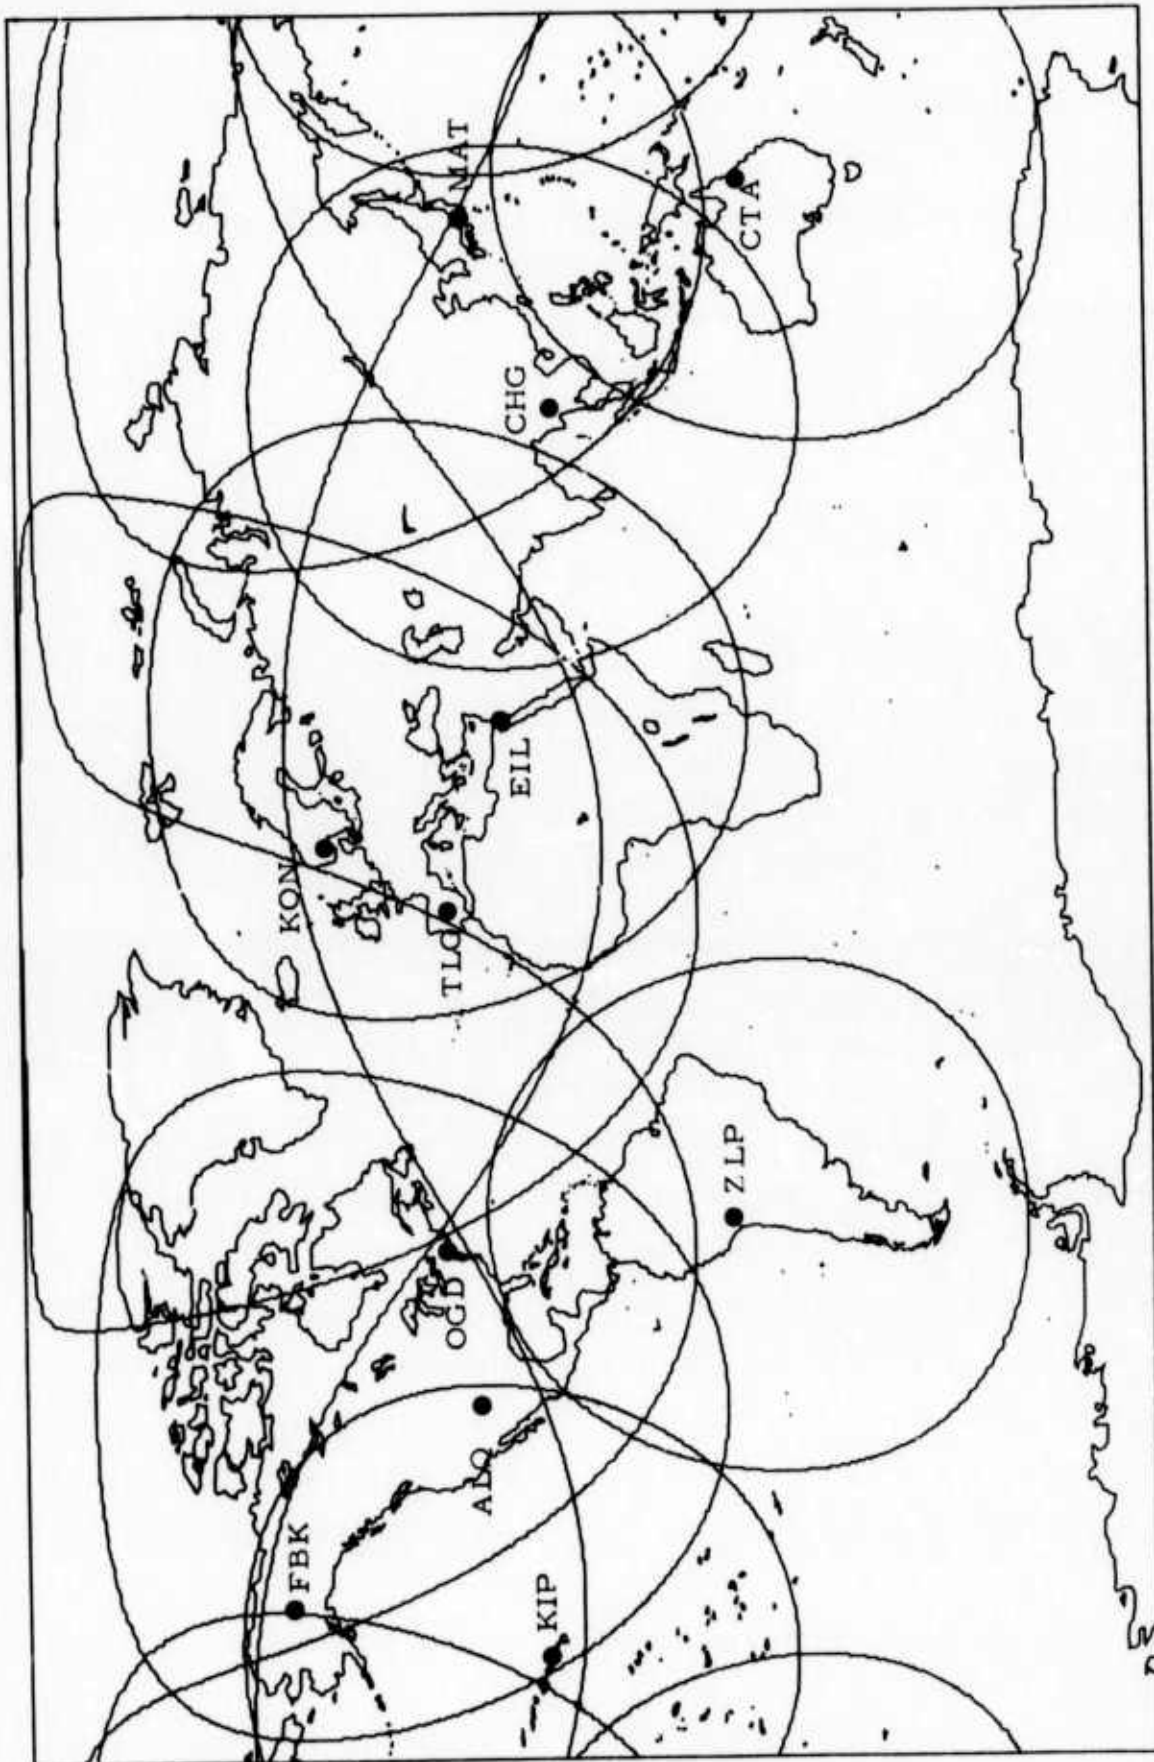 FBK
KON
MAT
OGD
TLO
ALQ
EIL
CHG
KIP
ZLP
CTA